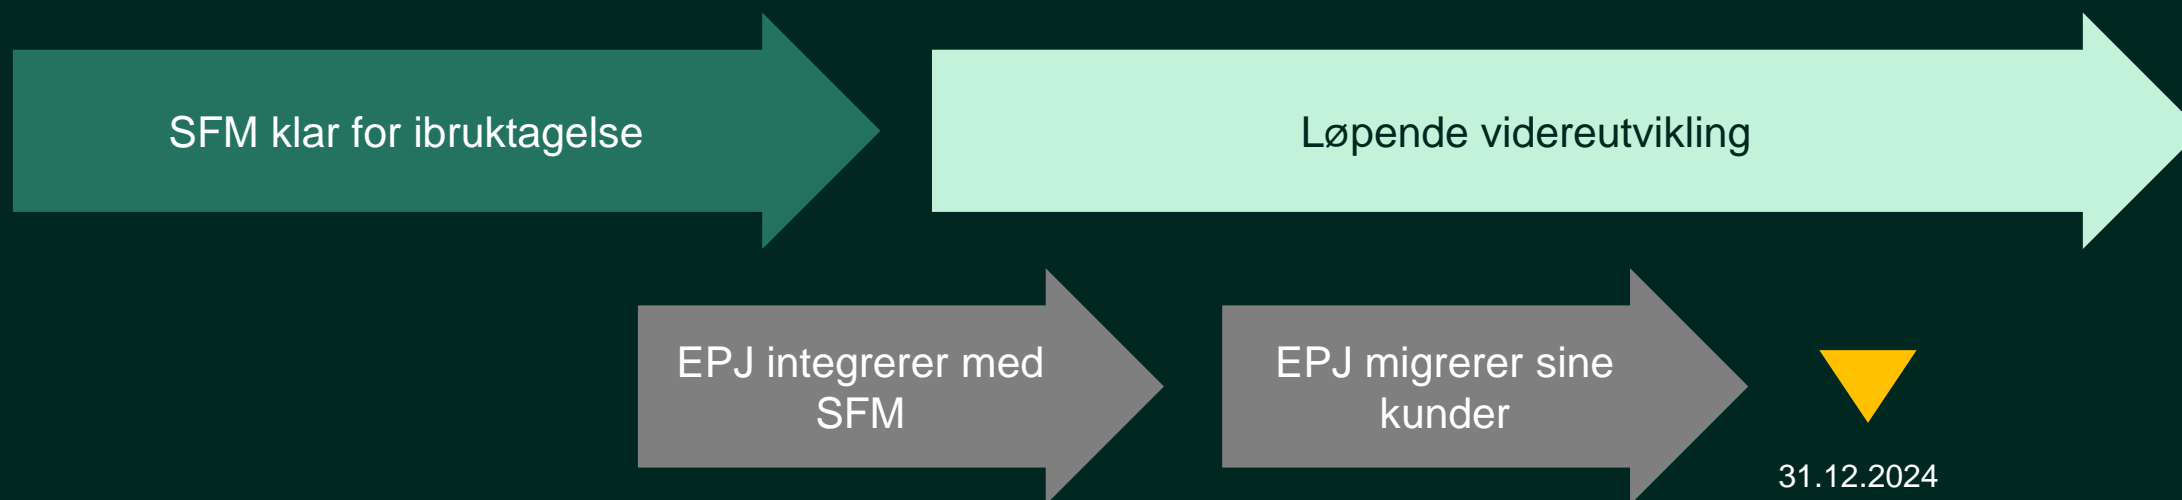 SFM klar for ibruktagelse
Løpende videreutvikling
EPJ integrerer med
SFM
EPJ migrerer sine
kunder
31.12.2024